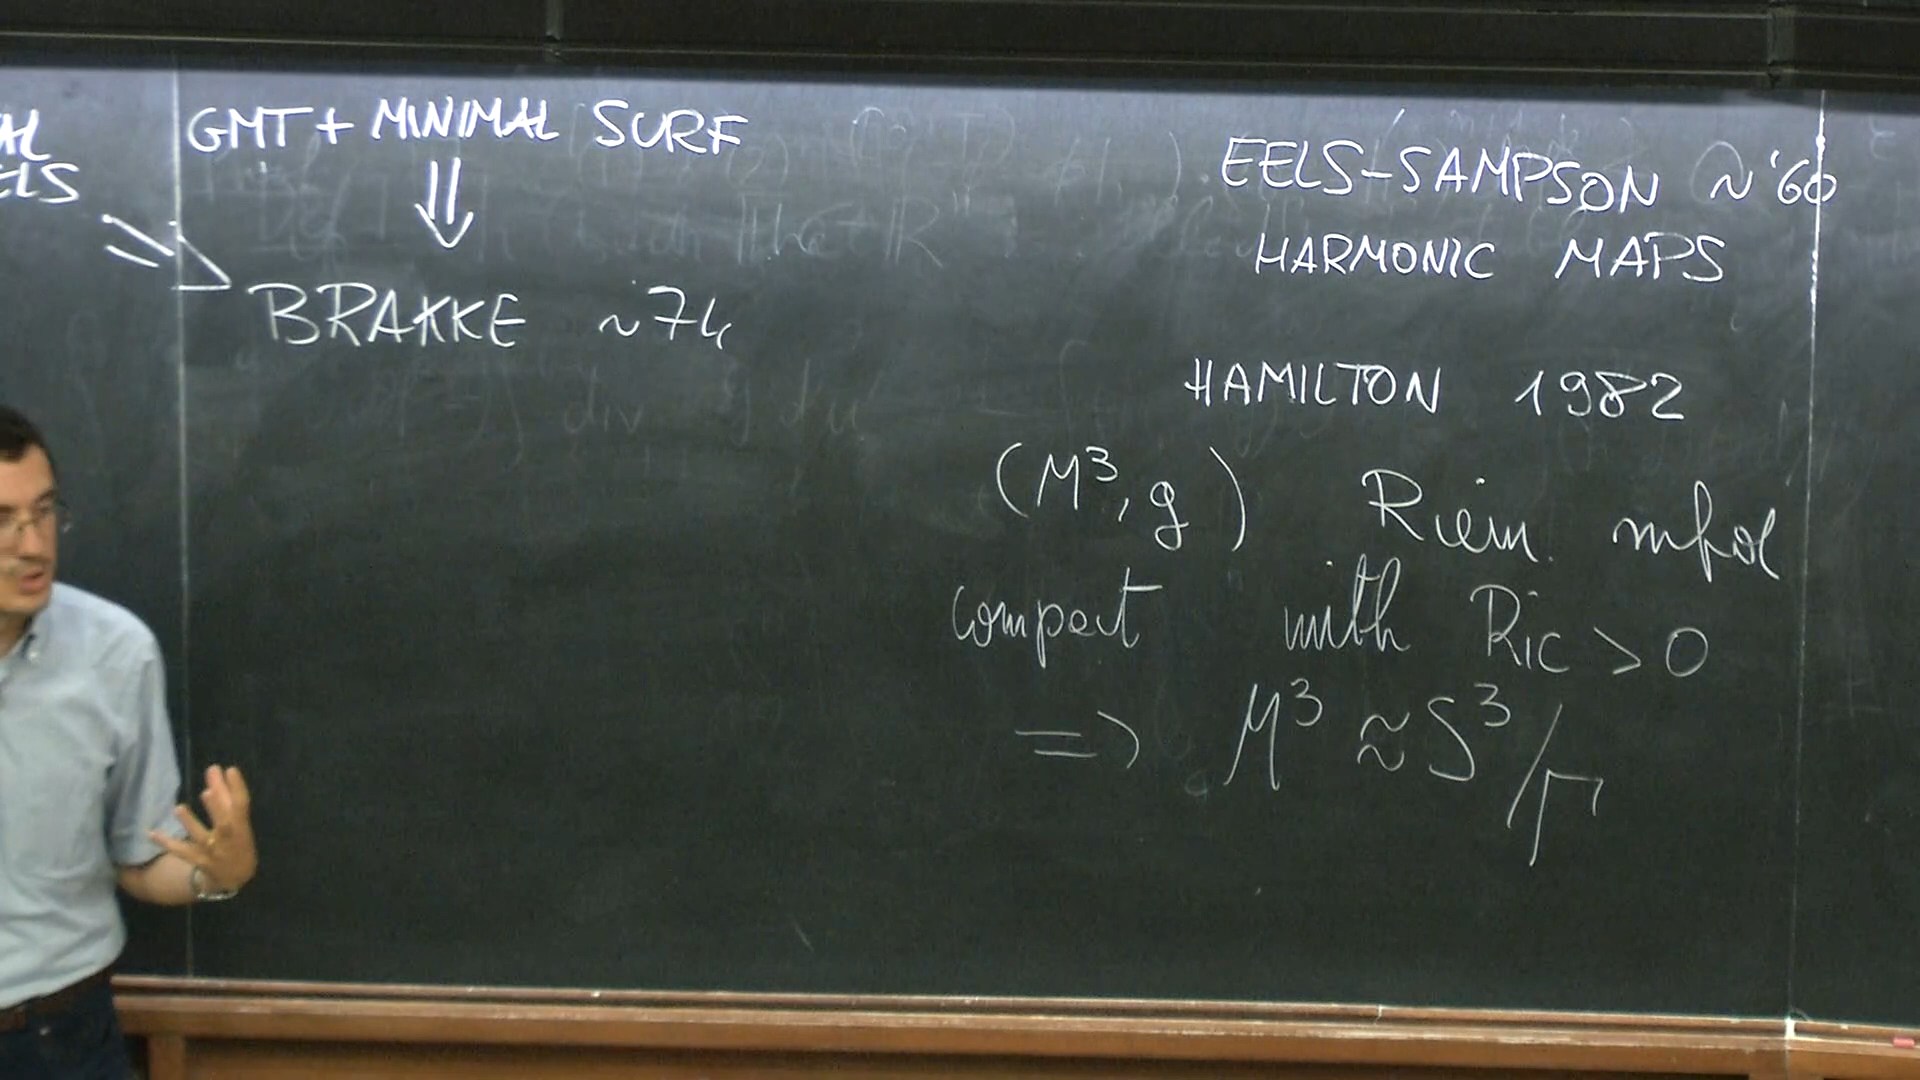 GMT + MINIMAL SURF
⇓
BRAKKE ~74
EELS-SAMPSON ~'60
HARMONIC MAPS
HAMILTON 1982
(M³, g) Riem. mfold
compact with Ric > 0
=> M³ ≈ S³/Γ